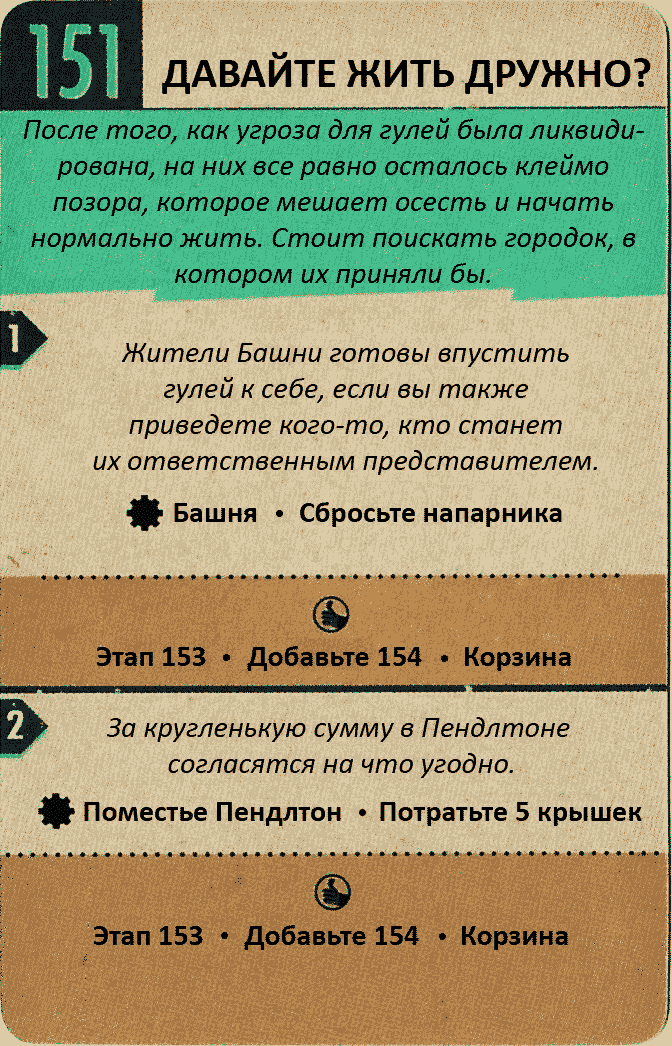 151
ДАВАЙТЕ ЖИТЬ ДРУЖНО?
После того, как угроза для гулей была ликвиди-
рована, на них все равно осталось клеймо
позора, которое мешает осесть и начать
нормально жить. Стоит поискать городок, в
котором их приняли бы.
1
Жители Башни готовы впустить
гулей к себе, если вы также
приведете кого-то, кто станет
их ответственным представителем.
Башня • Сбросьте напарника
Этап 153 • Добавьте 154 • Корзина
2
За кругленькую сумму в Пендлтоне
согласятся на что угодно.
Поместье Пендлтон • Потратьте 5 крышек
Этап 153 • Добавьте 154 • Корзина